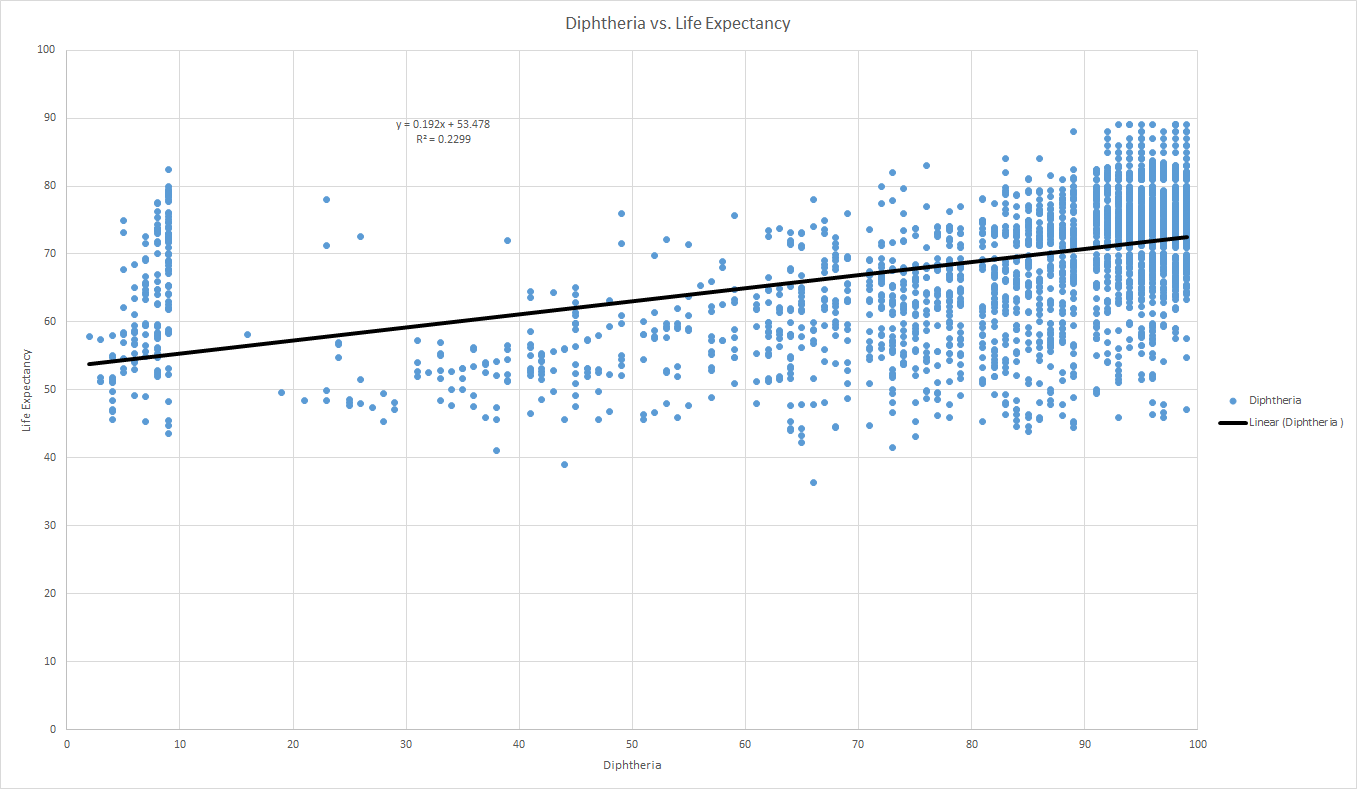 Diphtheria vs. Life Expectancy
100
90
80
70
60
50
40
30
20
10
0
Life Expectancy
y = 0.192x + 53.478
R² = 0.2299
0 10 20 30 40 50 60 70 80 90 100
Diphtheria
Diphtheria
Linear (Diphtheria )